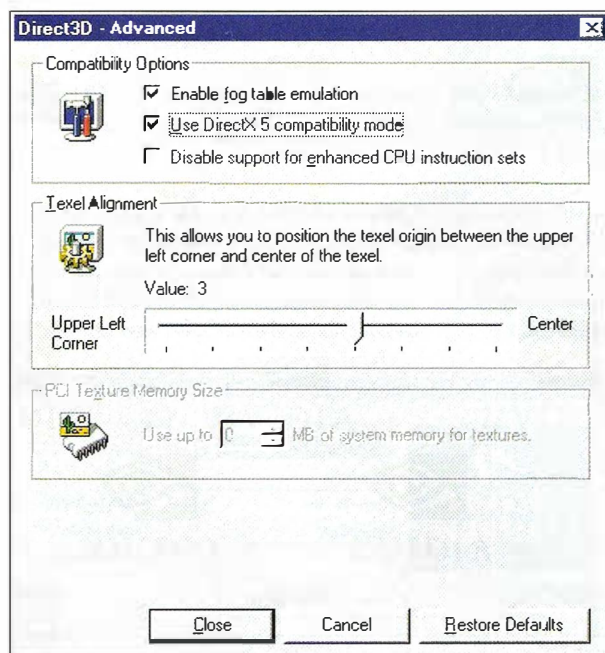 Direct3D - Advanced
Compatibility Options
Enable fog table emulation
Use DirectX 5 compatibility mode
Disable support for enhanced CPU instruction sets
Texel Alignment
This allows you to position the texel origin between the upper
left corner and center of the texel.
Value: 3
Upper Left
Corner
Center
PCI Texture Memory Size
Use up to 0 MB of system memory for textures.
Close
Cancel
Restore Defaults